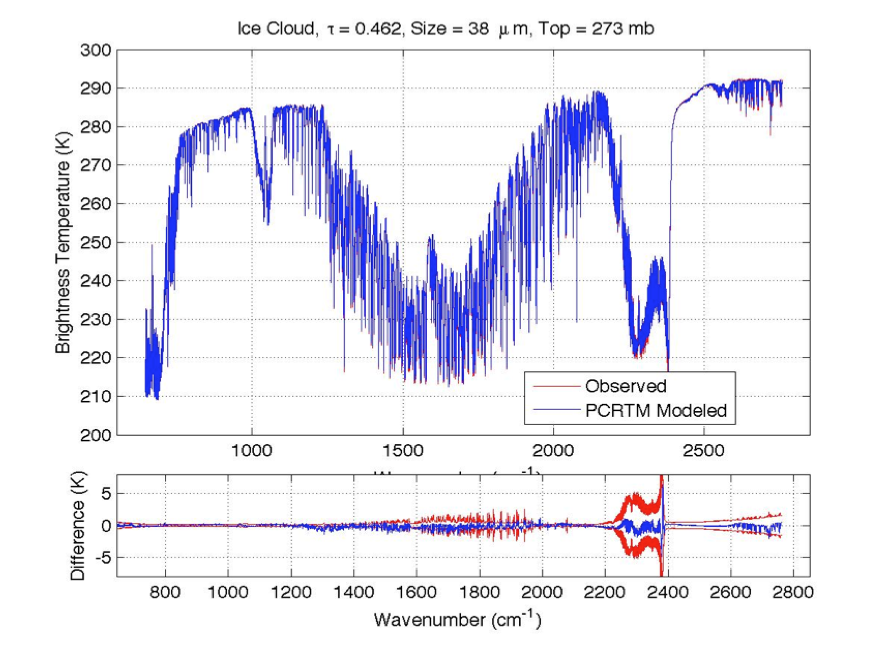 Ice Cloud, τ = 0.462, Size = 38 μm, Top = 273 mb
300
290
280
270
260
250
240
230
220
210
200
Brightness Temperature (K)
1000 1500 2000 2500
Observed
PCRTM Modeled
5
0
-5
Difference (K)
800 1000 1200 1400 1600 1800 2000 2200 2400 2600 2800
Wavenumber (cm⁻¹)